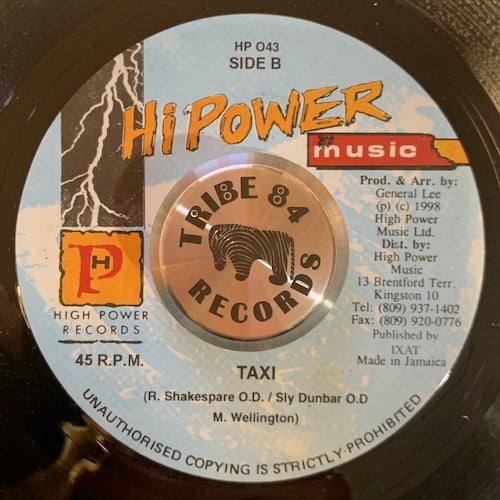 HP 043
SIDE B
Hi POWER
music
Prod. & Arr. by:
General Lee
(p) (c) 1998
High Power
Music Ltd.
Dist. by:
High Power
Music
13 Brentford Terr.
Kingston 10
Tel: (809) 937-1402
Fax: (809) 920-0776
Published by
IXAT
Made in Jamaica
TRIBE 84
RECORDS
P H
HIGH POWER
RECORDS
45 R.P.M.
TAXI
(R. Shakespare O.D. / Sly Dunbar O.D
M. Wellington)
UNAUTHORISED COPYING IS STRICTLY PROHIBITED